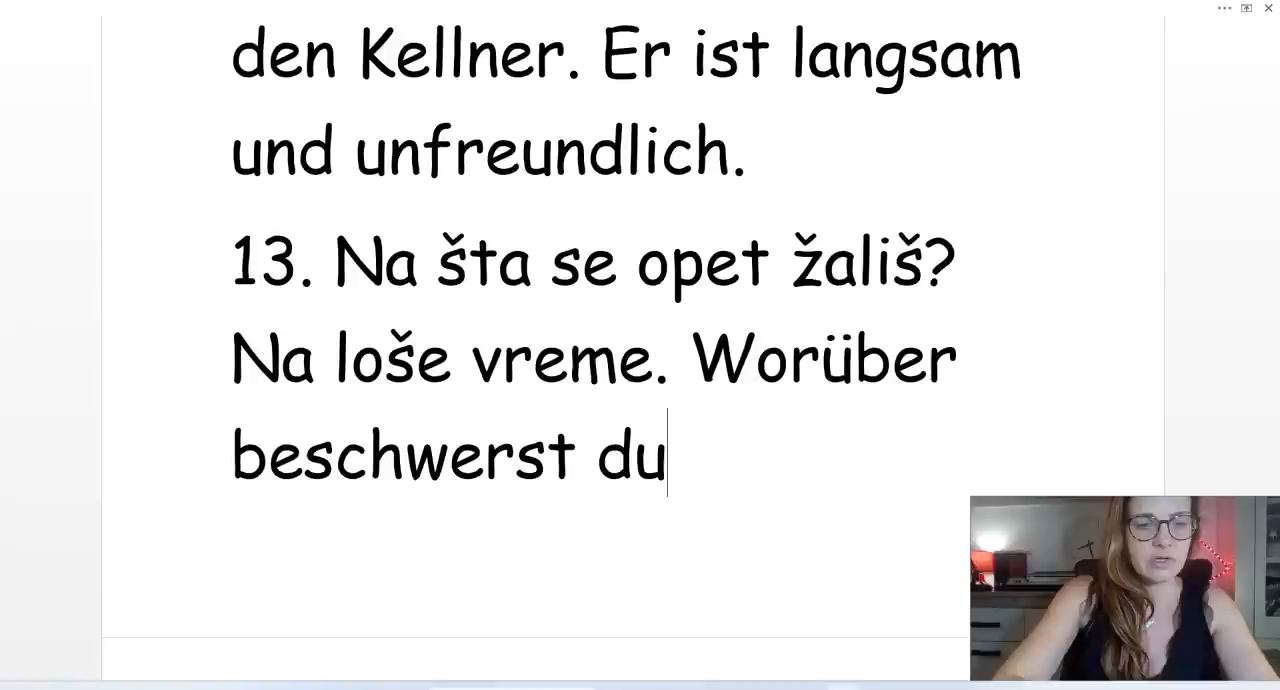 den Kellner. Er ist langsam
und unfreundlich.
13. Na šta se opet žališ?
Na loše vreme. Worüber
beschwerst du